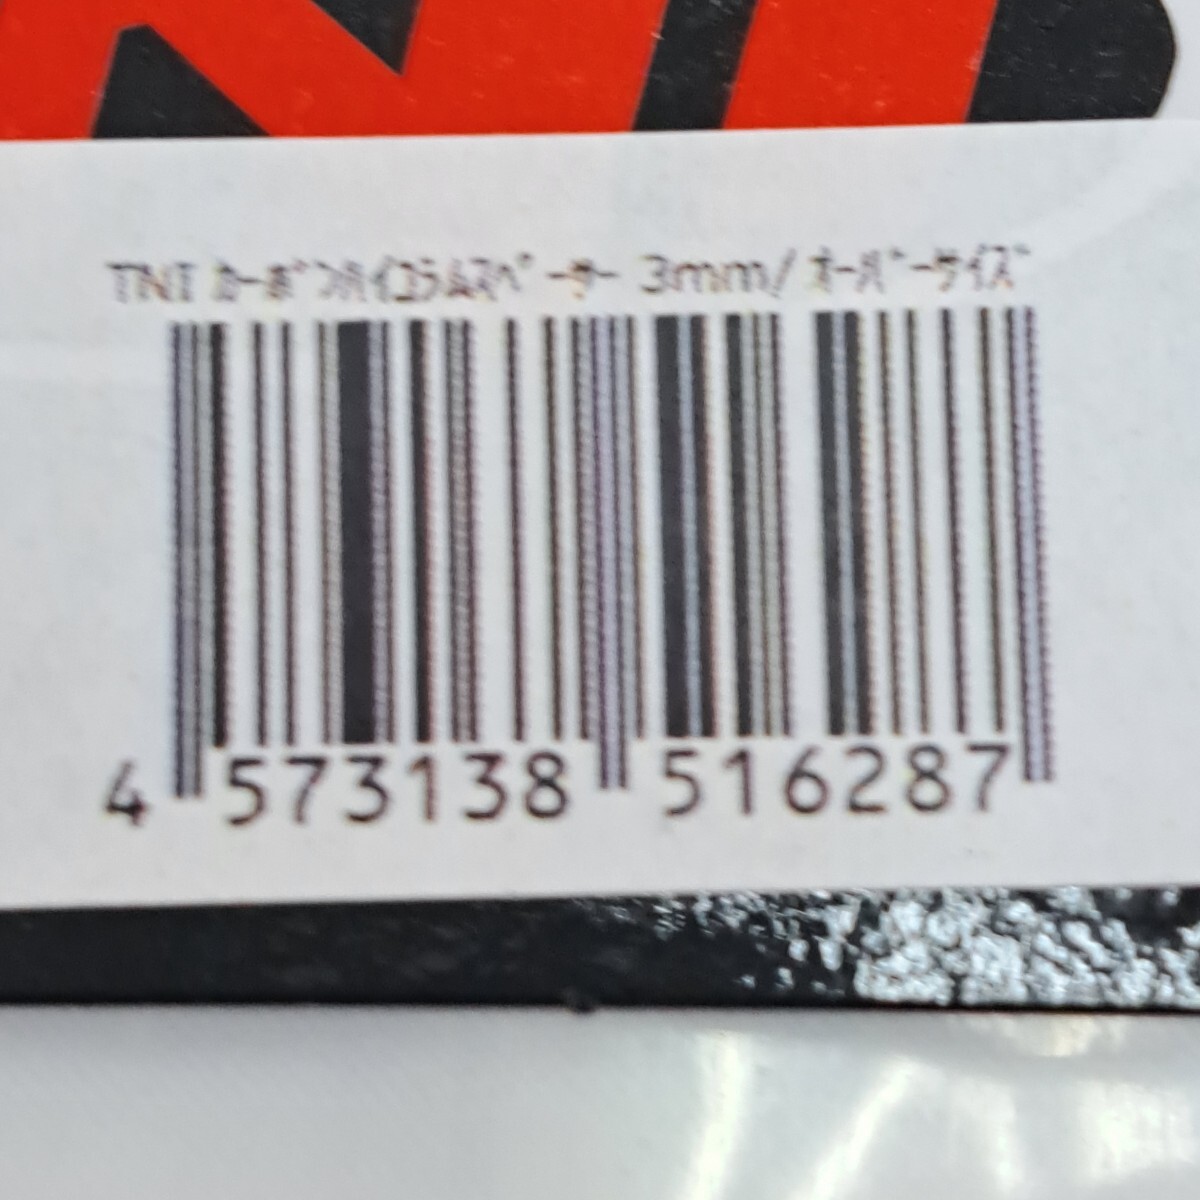 TNI ｶｰﾎﾞﾝﾊｲｺﾗﾑｽﾍﾟｰｻｰ 3mm/ｵｰﾊﾞｰｻｲｽﾞ
4 573138 516287